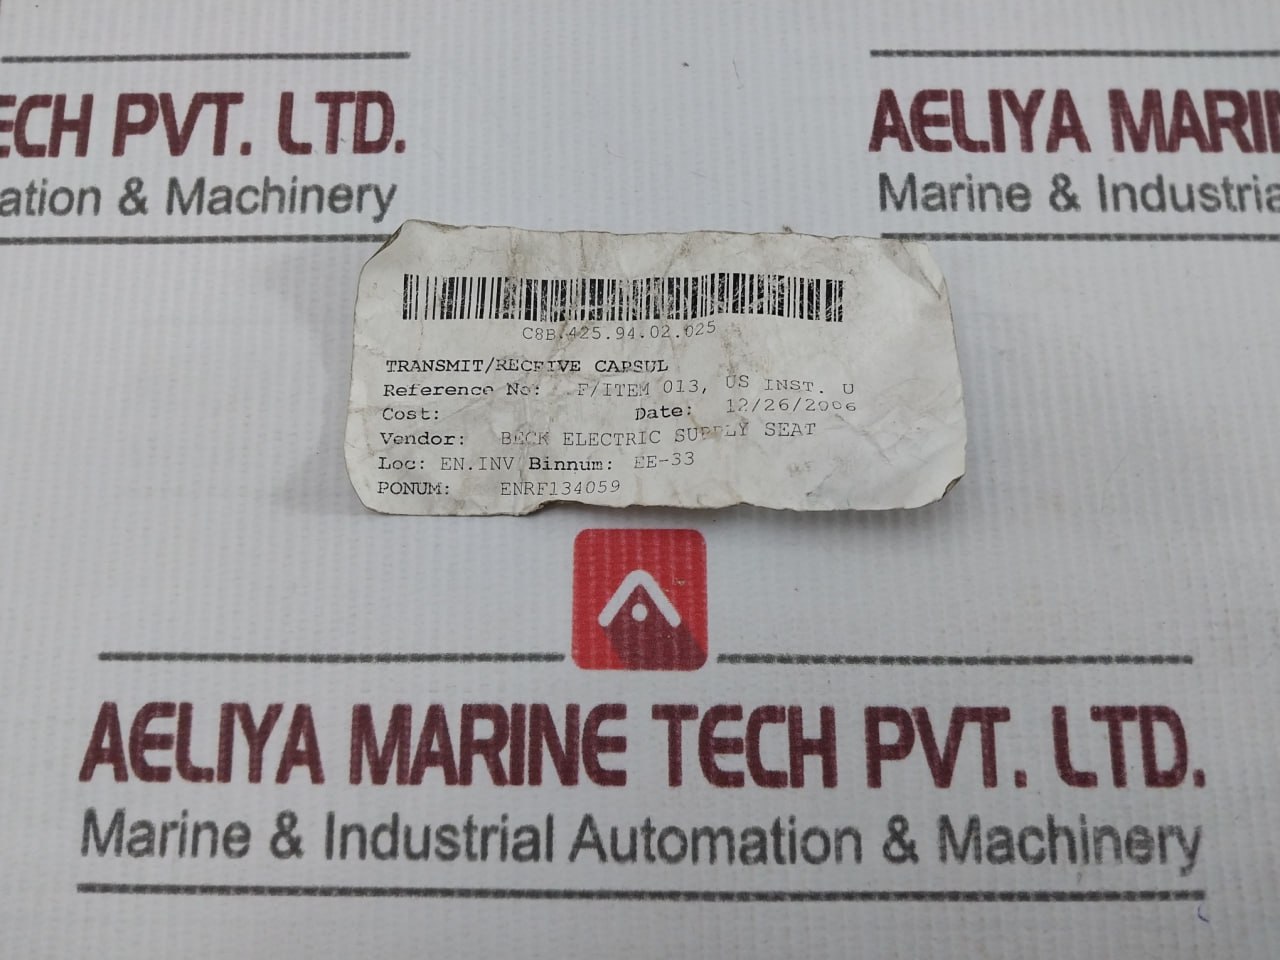 ECH PVT. LTD.
ation & Machinery
AELIYA MARIN
Marine & Industria
C8B.425.94.02.025
TRANSMIT/RECEIVE CAPSUL
Reference No: F/ITEM 013, US INST. U
Cost: Date: 12/26/2006
Vendor: BECK ELECTRIC SUPPLY SEAT
Loc: EN.INV Binnum: EE-33
PONUM: ENRF134059
AELIYA MARINE TECH PVT. LTD.
Marine & Industrial Automation & Machinery